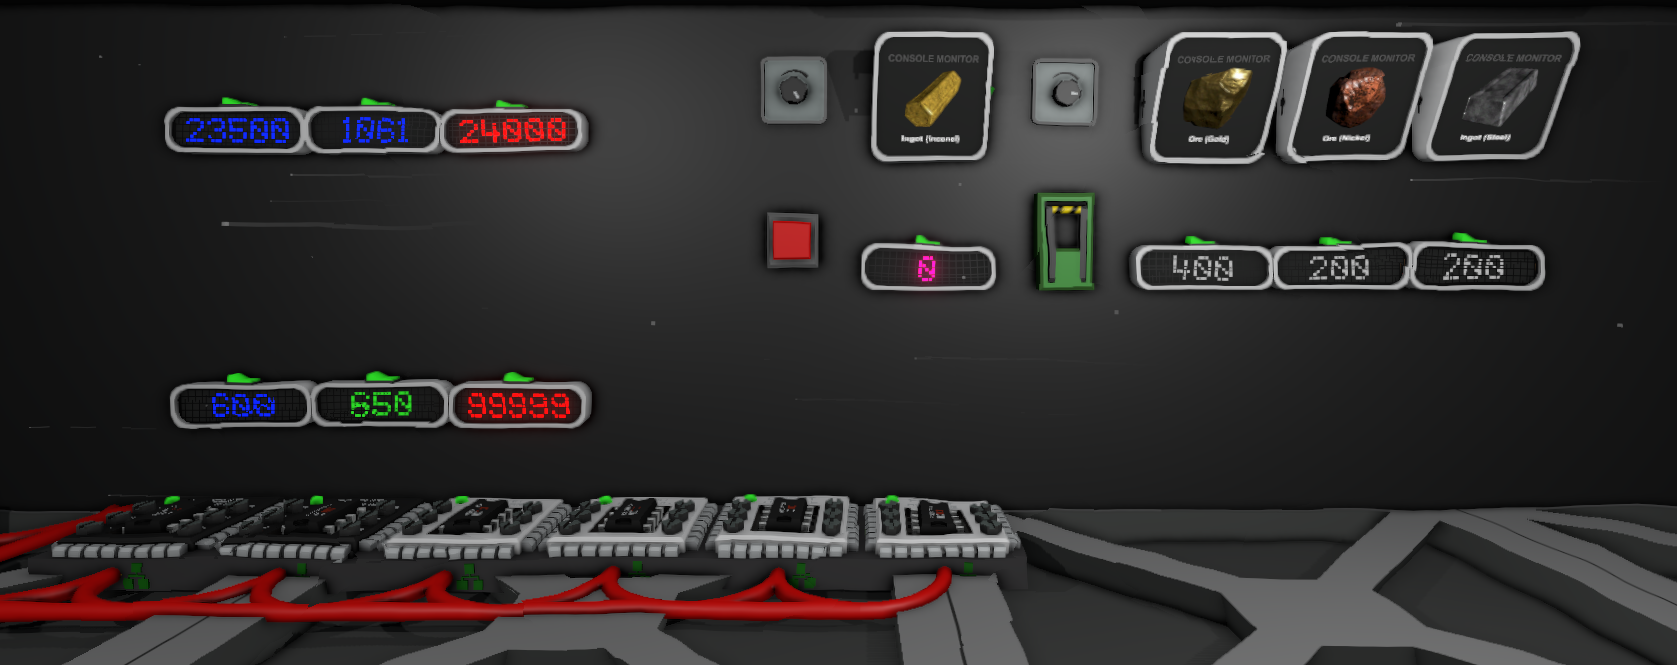 CONSOLE MONITOR
Ingot (Inconel)
CONSOLE MONITOR
Ore (Gold)
CONSOLE MONITOR
Ore (Nickel)
CONSOLE MONITOR
Ingot (Steel)
23500 1061 24000
0
400 200 200
600 650 99999